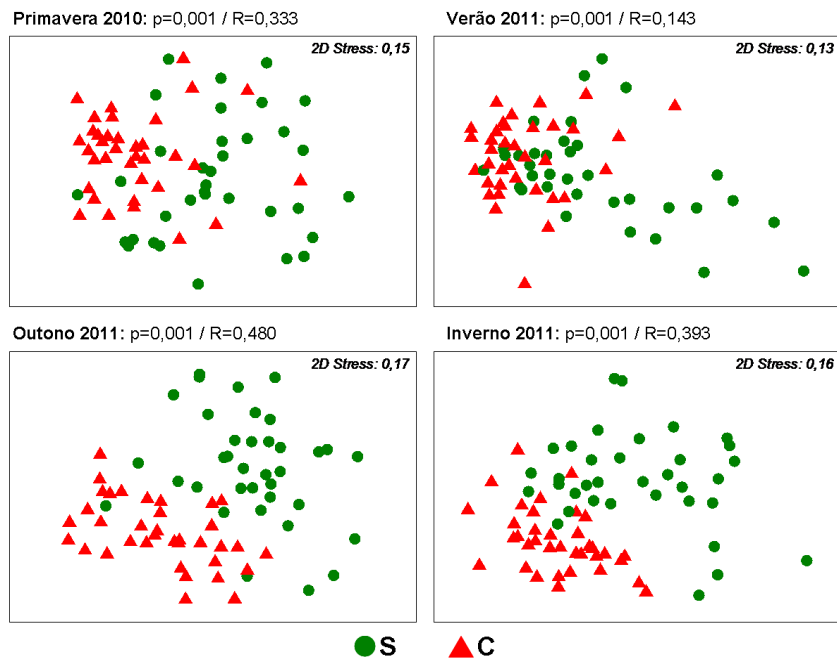 Primavera 2010: p=0,001 / R=0,333
2D Stress: 0,15
Verão 2011: p=0,001 / R=0,143
2D Stress: 0,13
Outono 2011: p=0,001 / R=0,480
2D Stress: 0,17
Inverno 2011: p=0,001 / R=0,393
2D Stress: 0,16
S C